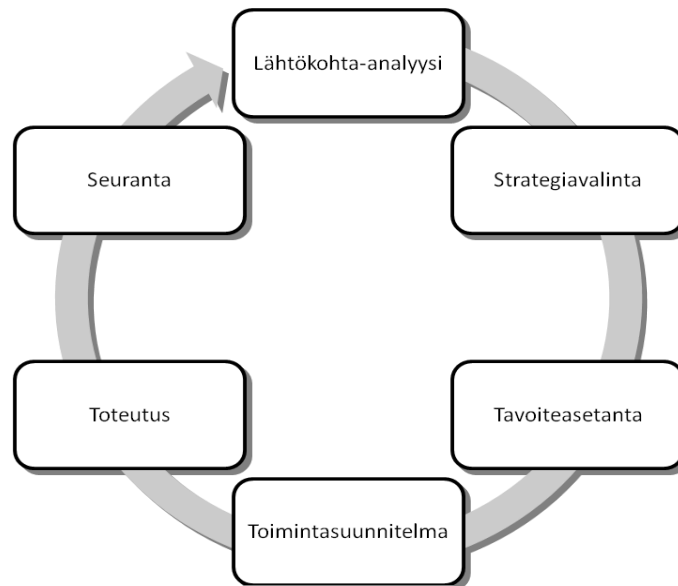 Lähtökohta-analyysi
Strategiavalinta
Tavoiteasetanta
Toimintasuunnitelma
Toteutus
Seuranta